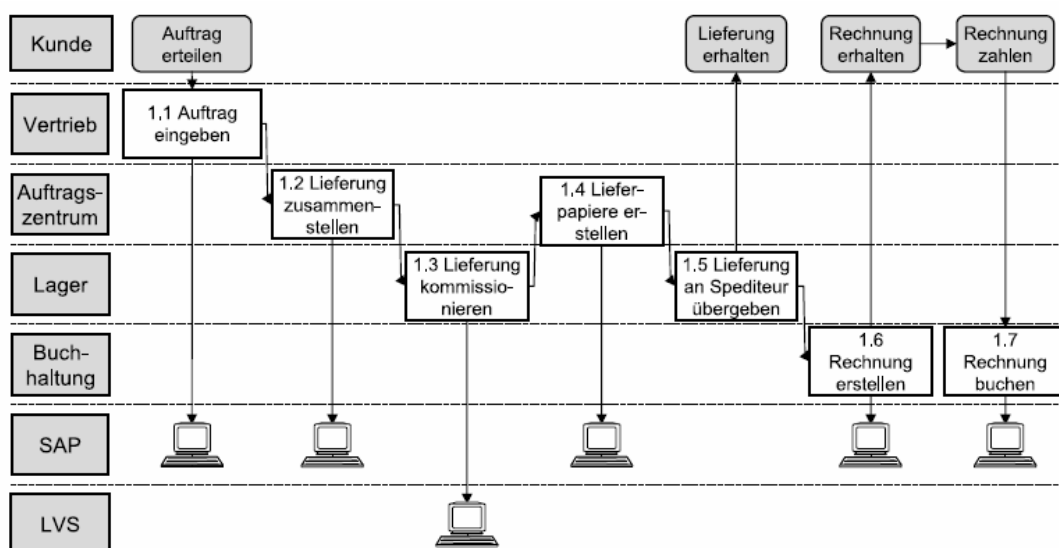 Kunde
Auftrag
erteilen
Lieferung
erhalten
Rechnung
erhalten
Rechnung
zahlen
Vertrieb
1.1 Auftrag
eingeben
Auftrags-
zentrum
1.2 Lieferung
zusammen-
stellen
1.4 Liefer-
papiere er-
stellen
Lager
1.3 Lieferung
kommissio-
nieren
1.5 Lieferung
an Spediteur
übergeben
Buch-
haltung
1.6
Rechnung
erstellen
1.7
Rechnung
buchen
SAP
LVS